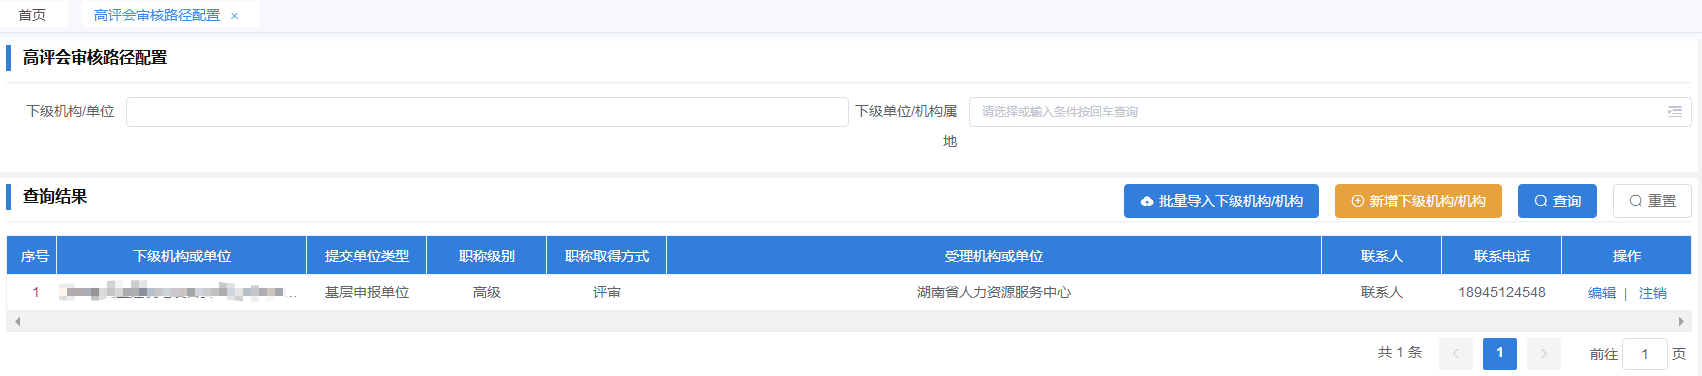 首页 高评会审核路径配置 ×
高评会审核路径配置
下级机构/单位 下级单位/机构属地 请选择或输入条件按回车查询
查询结果 批量导入下级机构/机构 新增下级机构/机构 查询 重置
序号 下级机构或单位 提交单位类型 职称级别 职称取得方式 受理机构或单位 联系人 联系电话 操作
1 ... 基层申报单位 高级 评审 湖南省人力资源服务中心 联系人 18945124548 编辑 | 注销
共 1 条 < 1 > 前往 1 页